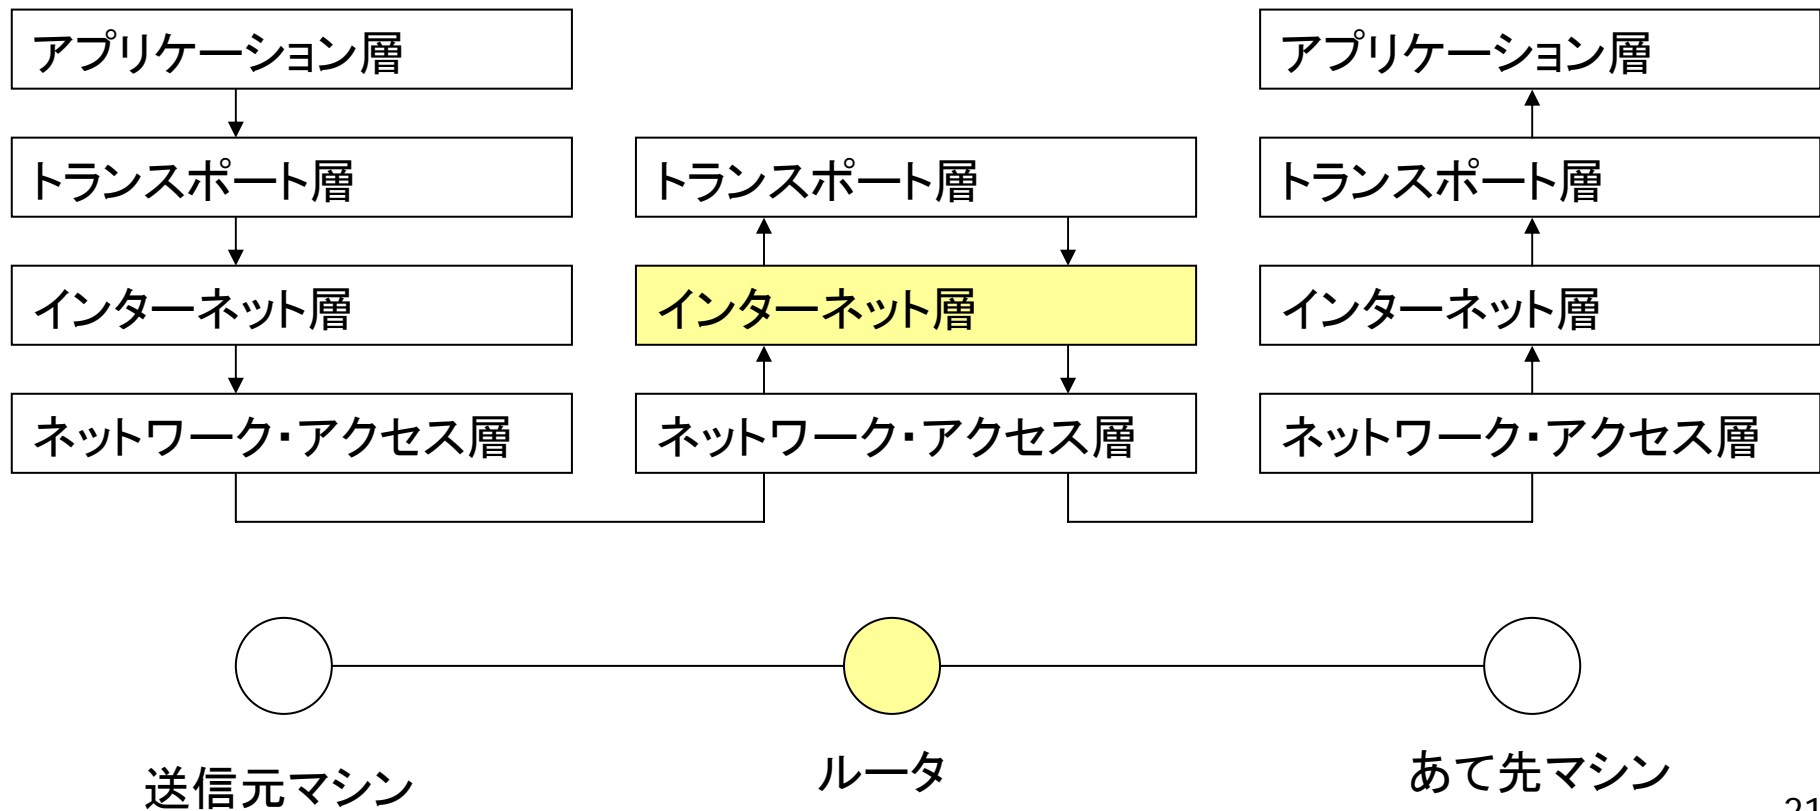 アプリケーション層
トランスポート層
インターネット層
ネットワーク・アクセス層
トランスポート層
インターネット層
ネットワーク・アクセス層
アプリケーション層
トランスポート層
インターネット層
ネットワーク・アクセス層
送信元マシン
ルータ
あて先マシン
21